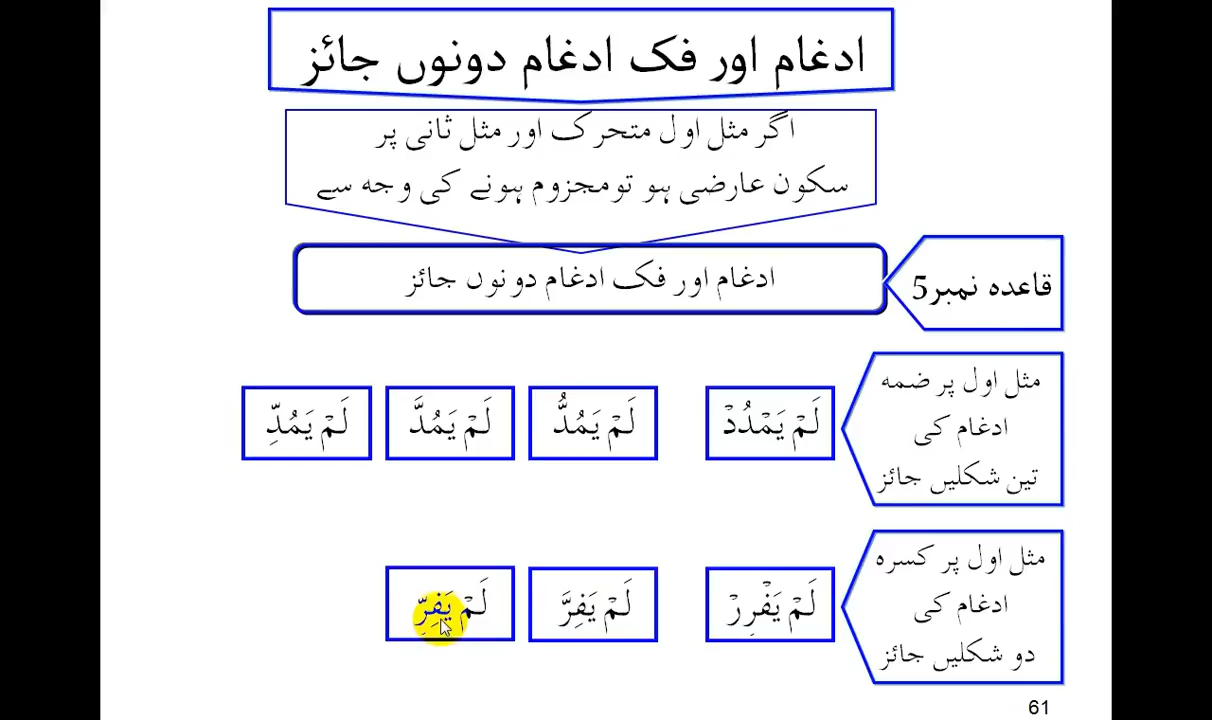 ادغام اور فک ادغام دونوں جائز
اگر مثل اول متحرک اور مثل ثانی پر
سکون عارضی ہو تومجزوم ہونے کی وجہ سے
قاعدہ نمبر5
ادغام اور فک ادغام دونوں جائز
مثل اول پر ضمہ
ادغام کی
تین شکلیں جائز
لَمْ يَمْدُدْ لَمْ يَمُدُّ لَمْ يَمُدَّ لَمْ يَمُدِّ
مثل اول پر کسرہ
ادغام کی
دو شکلیں جائز
لَمْ يَفْرِرْ لَمْ يَفِرَّ لَمْ يَفِرِّ
61